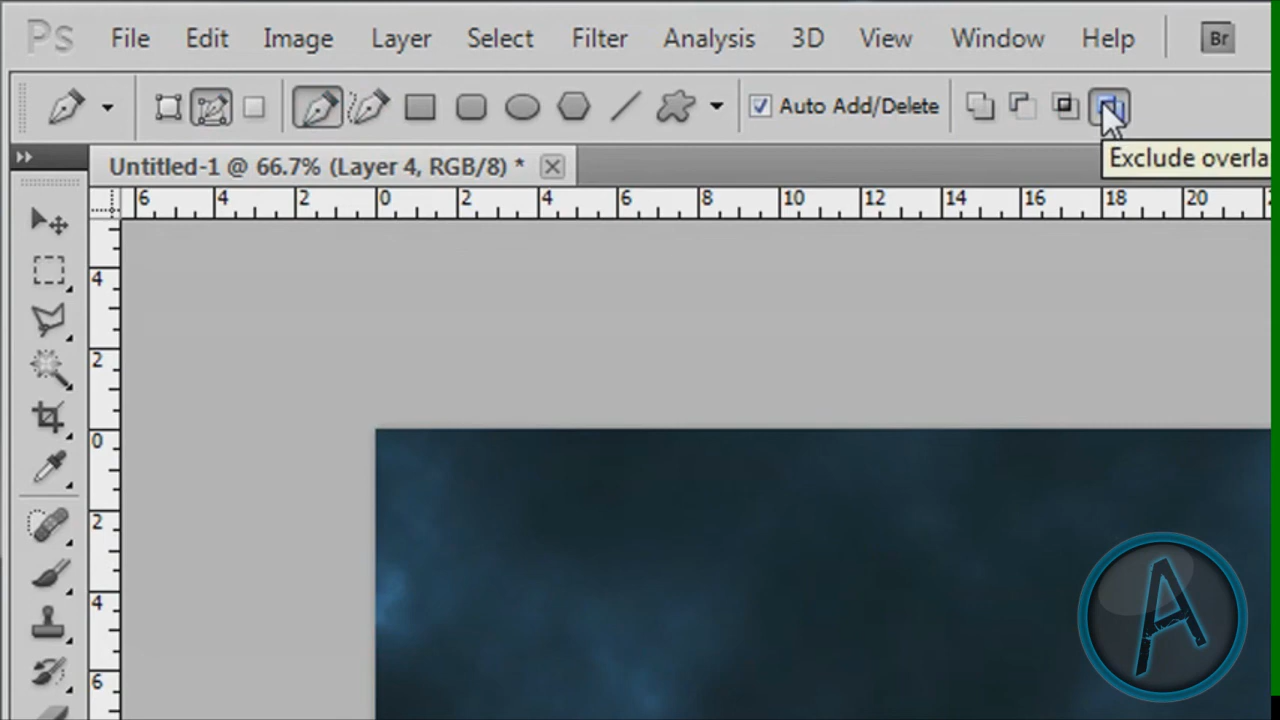 Ps File Edit Image Layer Select Filter Analysis 3D View Window Help Br
Auto Add/Delete
Exclude overla
Untitled-1 @ 66.7% (Layer 4, RGB/8) *
6 4 2 0 2 4 6 8 10 12 14 16 18 20
4
2
0
2
4
6
A